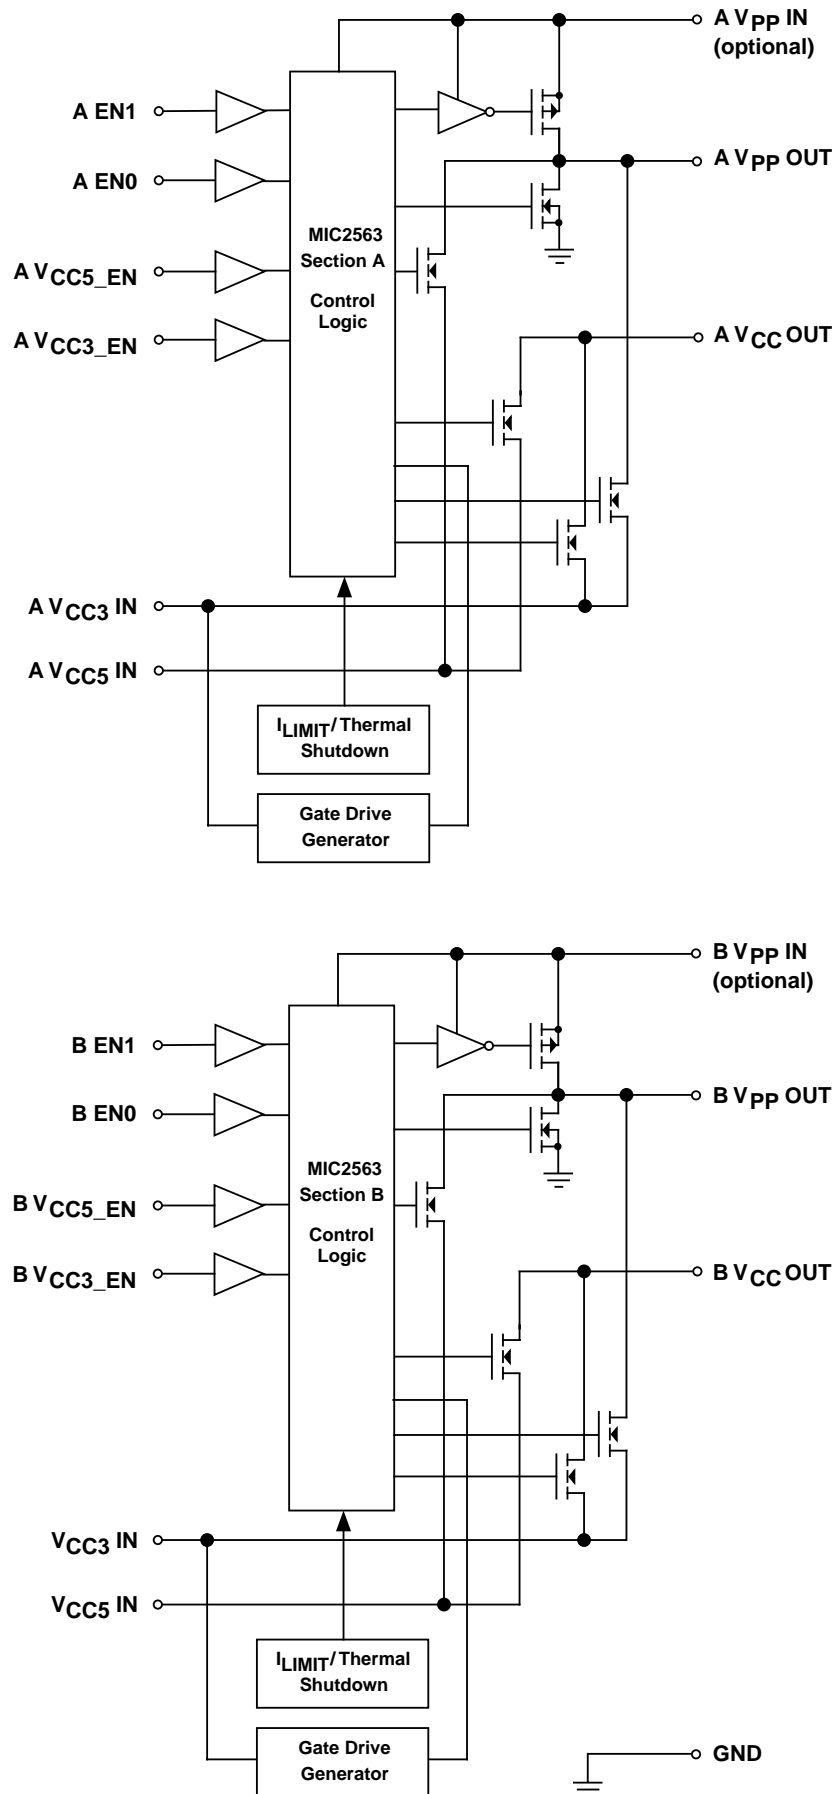 A VPP IN
(optional)
A EN1
A EN0
A VPP OUT
MIC2563
Section A
Control
Logic
A VCC5_EN
A VCC3_EN
A VCC OUT
A VCC3 IN
A VCC5 IN
ILIMIT/Thermal
Shutdown
Gate Drive
Generator
B VPP IN
(optional)
B EN1
B EN0
B VPP OUT
MIC2563
Section B
Control
Logic
B VCC5_EN
B VCC3_EN
B VCC OUT
VCC3 IN
VCC5 IN
ILIMIT/Thermal
Shutdown
Gate Drive
Generator
GND